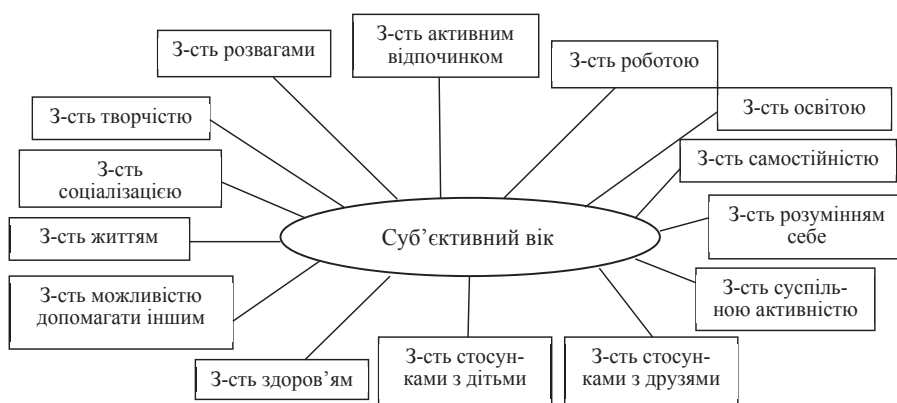 З-сть розвагами
З-сть активним
відпочинком
З-сть роботою
З-сть творчістю
З-сть освітою
З-сть самостійністю
З-сть
соціалізацією
З-сть розумінням
себе
З-сть життям
Суб’єктивний вік
З-сть можливістю
допомагати іншим
З-сть суспіль-
ною активністю
З-сть здоров’ям
З-сть стосун-
ками з дітьми
З-сть стосун-
ками з друзями